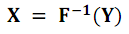 X = F⁻¹(Y)